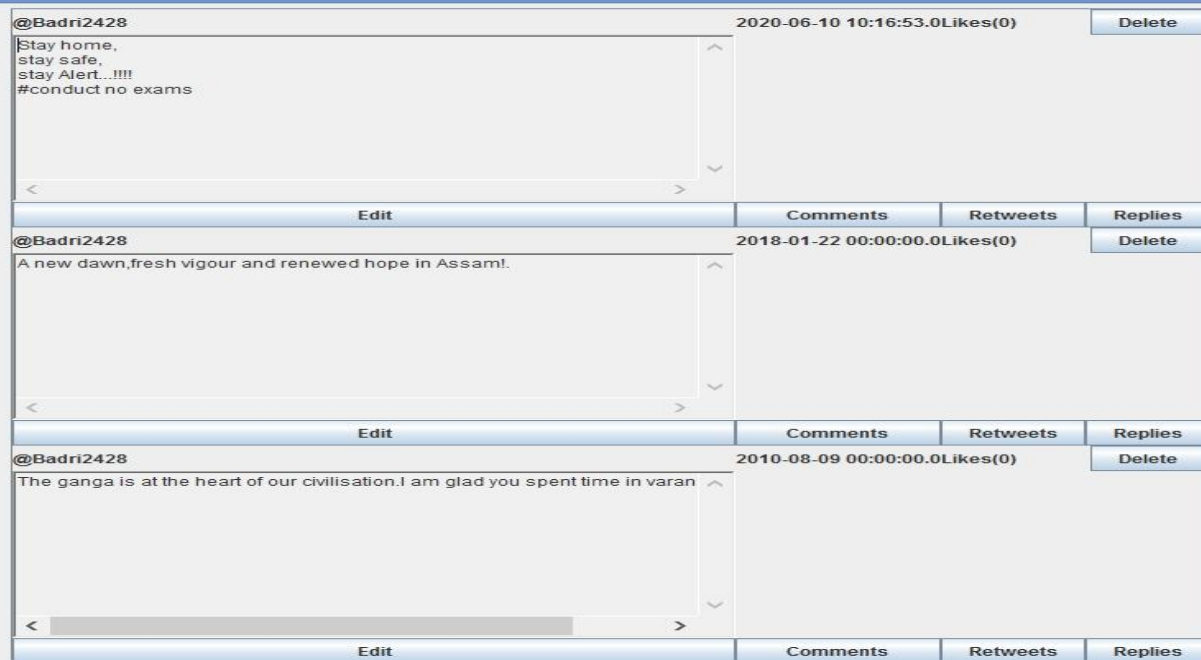 @Badri2428 2020-06-10 10:16:53.0Likes(0) Delete
Stay home,
stay safe,
stay Alert...!!!!
#conduct no exams
Edit Comments Retweets Replies
@Badri2428 2018-01-22 00:00:00.0Likes(0) Delete
A new dawn,fresh vigour and renewed hope in Assam!.
Edit Comments Retweets Replies
@Badri2428 2010-08-09 00:00:00.0Likes(0) Delete
The ganga is at the heart of our civilisation.I am glad you spent time in varan
Edit Comments Retweets Replies